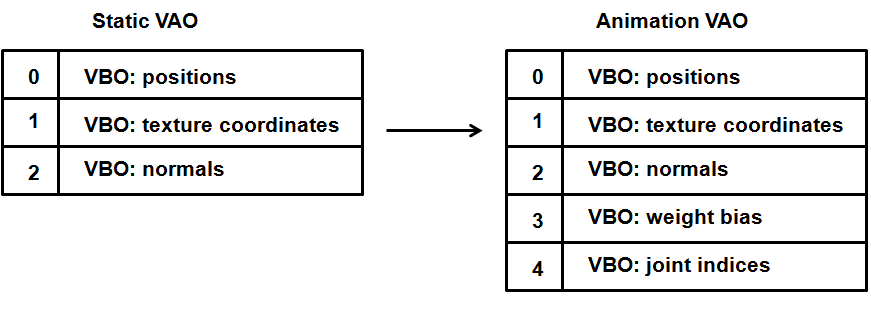 Static VAO
0 VBO: positions
1 VBO: texture coordinates
2 VBO: normals
Animation VAO
0 VBO: positions
1 VBO: texture coordinates
2 VBO: normals
3 VBO: weight bias
4 VBO: joint indices